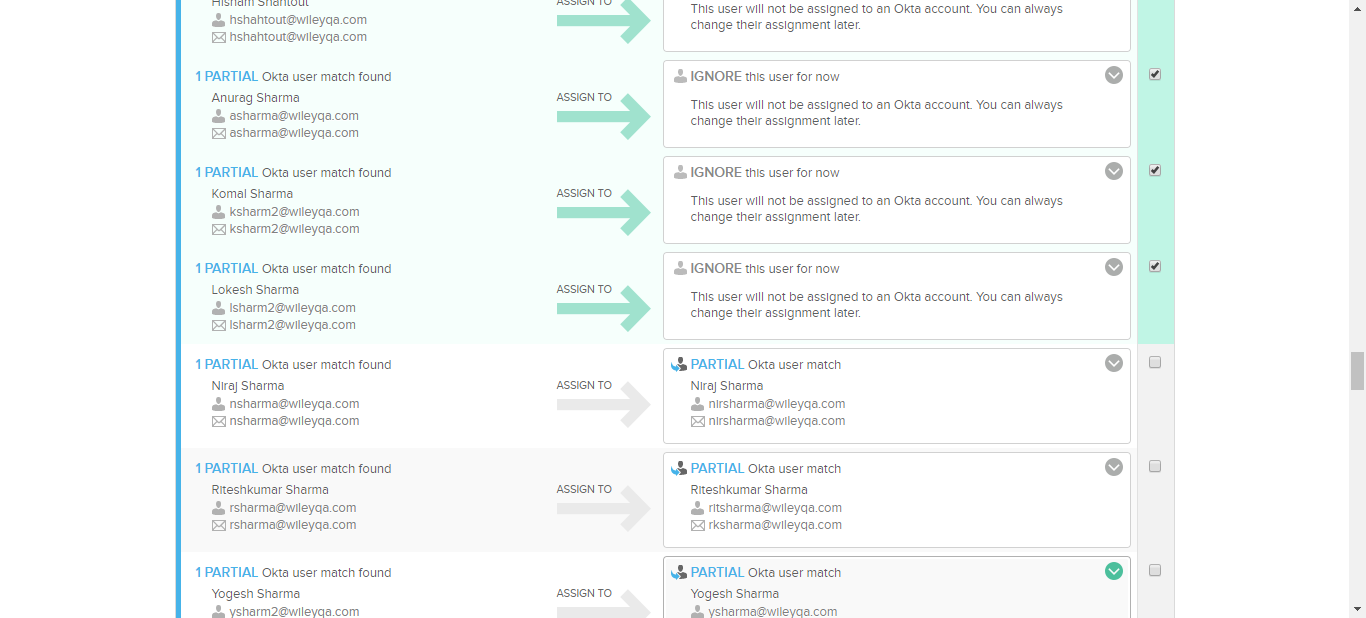 Hisham Shahtout
hshahtout@wileyqa.com
hshahtout@wileyqa.com
ASSIGN TO
This user will not be assigned to an Okta account. You can always
change their assignment later.
1 PARTIAL Okta user match found
Anurag Sharma
asharma@wileyqa.com
asharma@wileyqa.com
ASSIGN TO
IGNORE this user for now
This user will not be assigned to an Okta account. You can always
change their assignment later.
1 PARTIAL Okta user match found
Komal Sharma
ksharm2@wileyqa.com
ksharm2@wileyqa.com
ASSIGN TO
IGNORE this user for now
This user will not be assigned to an Okta account. You can always
change their assignment later.
1 PARTIAL Okta user match found
Lokesh Sharma
lsharm2@wileyqa.com
lsharm2@wileyqa.com
ASSIGN TO
IGNORE this user for now
This user will not be assigned to an Okta account. You can always
change their assignment later.
1 PARTIAL Okta user match found
Niraj Sharma
nsharma@wileyqa.com
nsharma@wileyqa.com
ASSIGN TO
PARTIAL Okta user match
Niraj Sharma
nirsharma@wileyqa.com
nirsharma@wileyqa.com
1 PARTIAL Okta user match found
Riteshkumar Sharma
rsharma@wileyqa.com
rsharma@wileyqa.com
ASSIGN TO
PARTIAL Okta user match
Riteshkumar Sharma
ritsharma@wileyqa.com
rksharma@wileyqa.com
1 PARTIAL Okta user match found
Yogesh Sharma
ysharm2@wileyqa.com
ASSIGN TO
PARTIAL Okta user match
Yogesh Sharma
ysharma@wileyqa.com